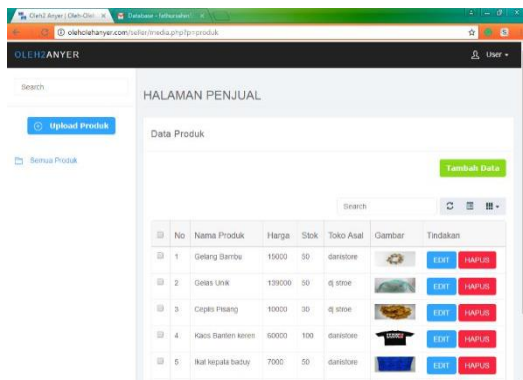 Oleh2 Anyer | Oleh-Oleh
Database - fathurrahm
oleholehanyer.com/seller/media.php?p=produk
OLEH2ANYER
User
Search
HALAMAN PENJUAL
Upload Produk
Data Produk
Semua Produk
Tambah Data
Search
No Nama Produk Harga Stok Toko Asal Gambar Tindakan
1 Gelang Bambu 15000 50 danistore EDIT HAPUS
2 Gelas Unik 139000 50 dj stroe EDIT HAPUS
3 Ceplis Pisang 10000 30 dj stroe EDIT HAPUS
4 Kaos Banten keren 60000 100 danistore EDIT HAPUS
5 Ikat kepala baduy 7000 50 danistore EDIT HAPUS